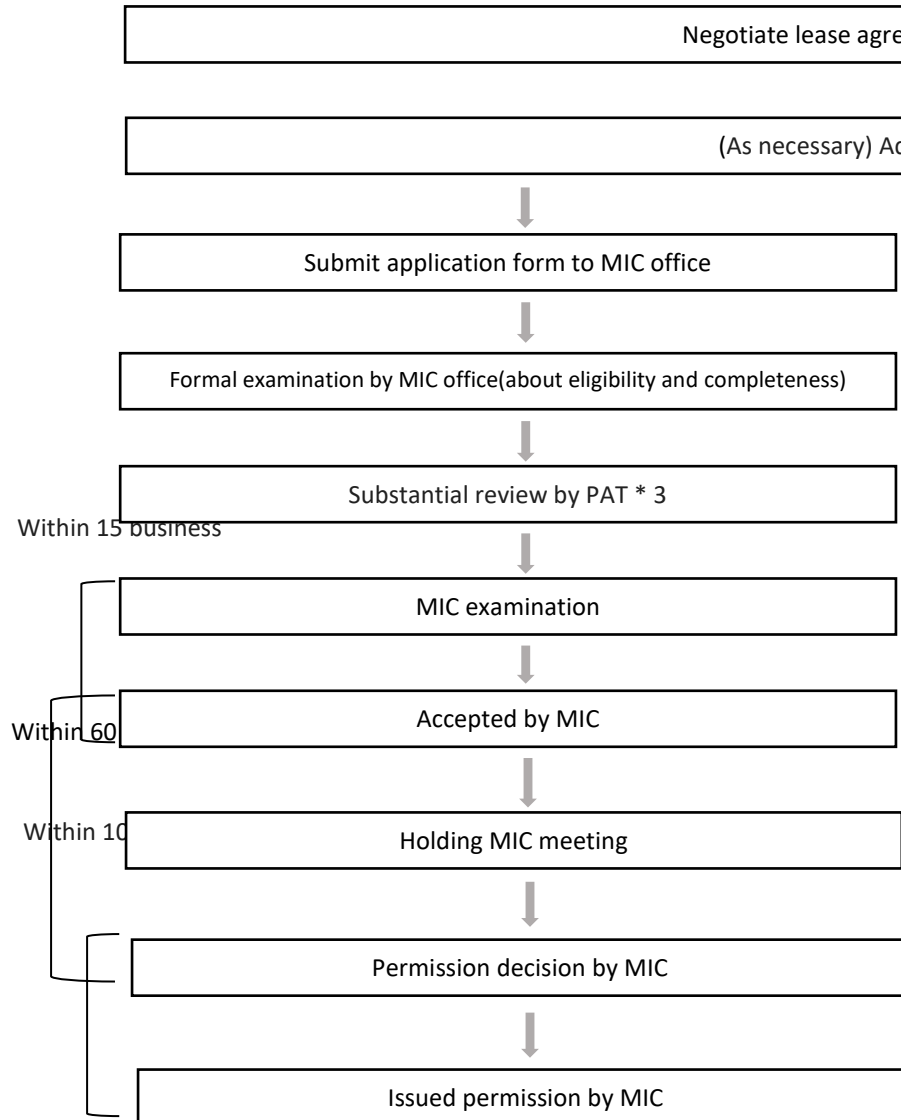 Negotiate lease agre
(As necessary) Ac
Submit application form to MIC office
Formal examination by MIC office(about eligibility and completeness)
Substantial review by PAT * 3
Within 15 business
MIC examination
Accepted by MIC
Within 60
Within 10
Holding MIC meeting
Permission decision by MIC
Issued permission by MIC